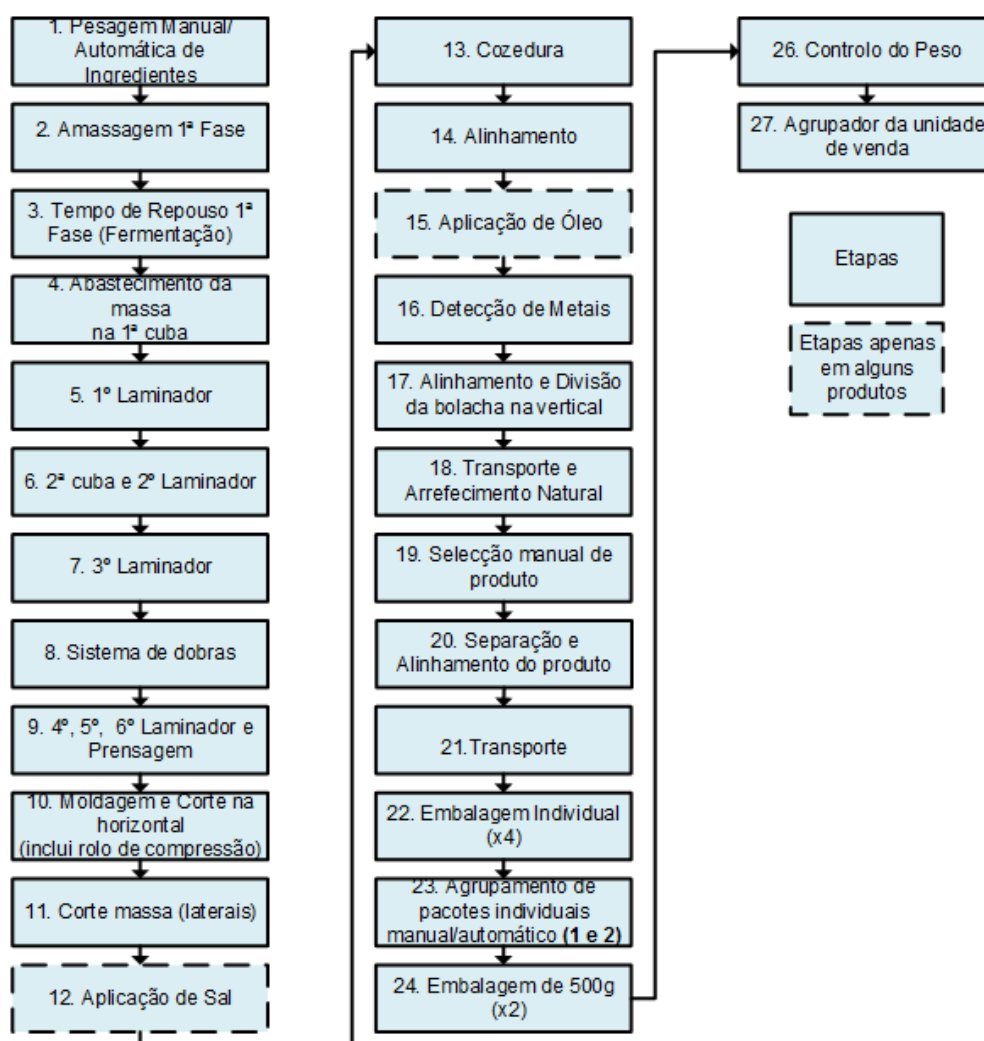 1. Pesagem Manual/
Automática de
Ingredientes
2. Amassagem 1ª Fase
3. Tempo de Repouso 1ª
Fase (Fermentação)
4. Abastecimento da
massa
na 1ª cuba
5. 1º Laminador
6. 2ª cuba e 2º Laminador
7. 3º Laminador
8. Sistema de dobras
9. 4º, 5º, 6º Laminador e
Prensagem
10. Moldagem e Corte na
horizontal
(inclui rolo de compressão)
11. Corte massa (laterais)
12. Aplicação de Sal
13. Cozedura
14. Alinhamento
15. Aplicação de Óleo
16. Detecção de Metais
17. Alinhamento e Divisão
da bolacha na vertical
18. Transporte e
Arrefecimento Natural
19. Selecção manual de
produto
20. Separação e
Alinhamento do produto
21.Transporte
22. Embalagem Individual
(x4)
23. Agrupamento de
pacotes individuais
manual/automático (1 e 2)
24. Embalagem de 500g
(x2)
26. Controlo do Peso
27. Agrupador da unidade
de venda
Etapas
Etapas apenas
em alguns
produtos